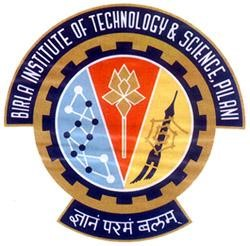 BIRLA INSTITUTE OF TECHNOLOGY & SCIENCE, PILANI
ज्ञानं परमं बलम